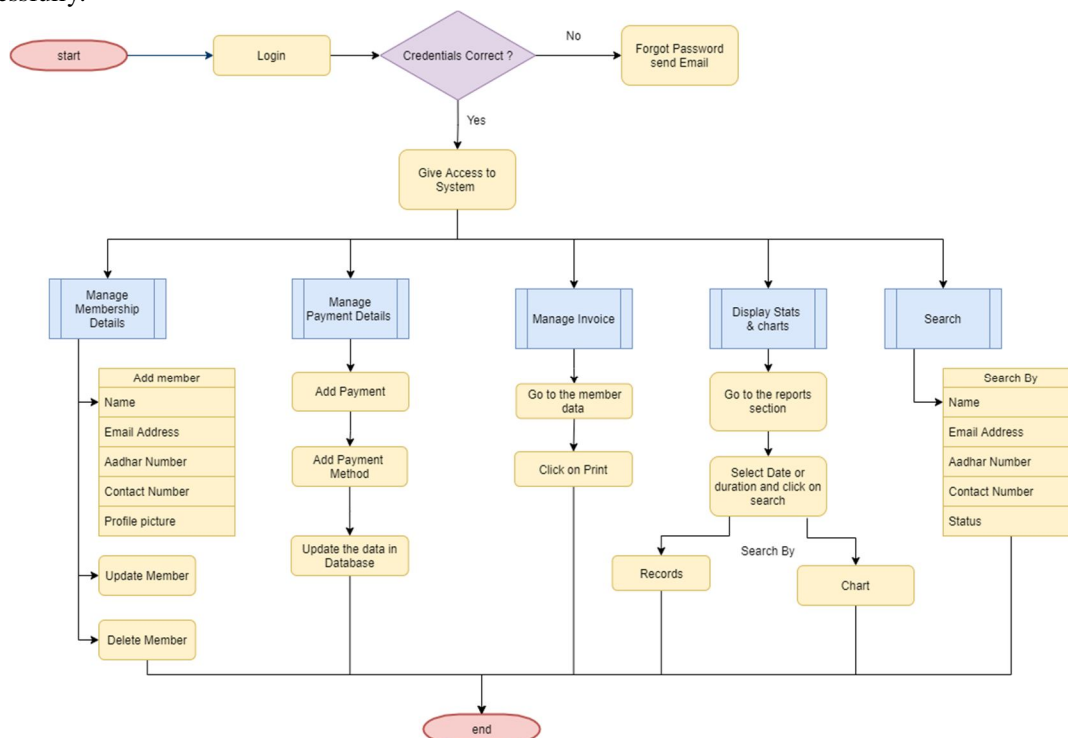 essfully.
start
Login
Credentials Correct ?
No
Forgot Password
send Email
Yes
Give Access to
System
Manage
Membership
Details
Manage
Payment Details
Manage Invoice
Display Stats
& charts
Search
Add member
Name
Email Address
Aadhar Number
Contact Number
Profile picture
Update Member
Delete Member
Add Payment
Add Payment
Method
Update the data in
Database
Go to the member
data
Click on Print
Go to the reports
section
Select Date or
duration and click on
search
Search By
Records
Chart
Search By
Name
Email Address
Aadhar Number
Contact Number
Status
end